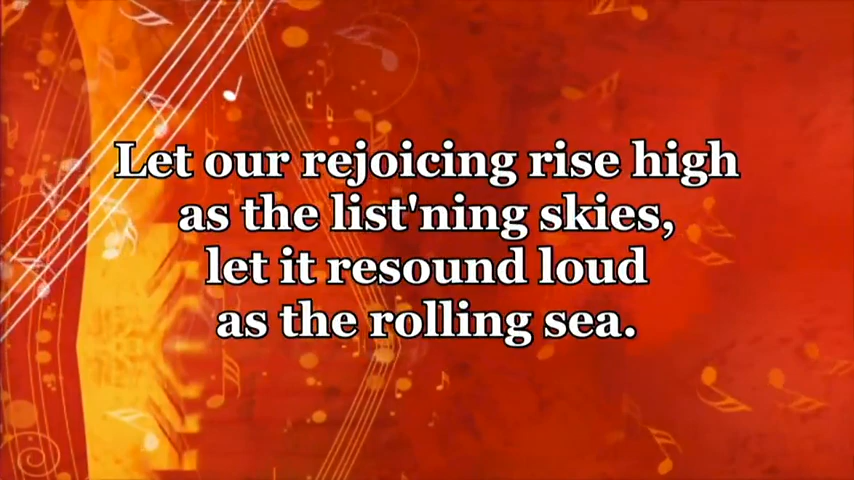 Let our rejoicing rise high
as the list'ning skies,
let it resound loud
as the rolling sea.